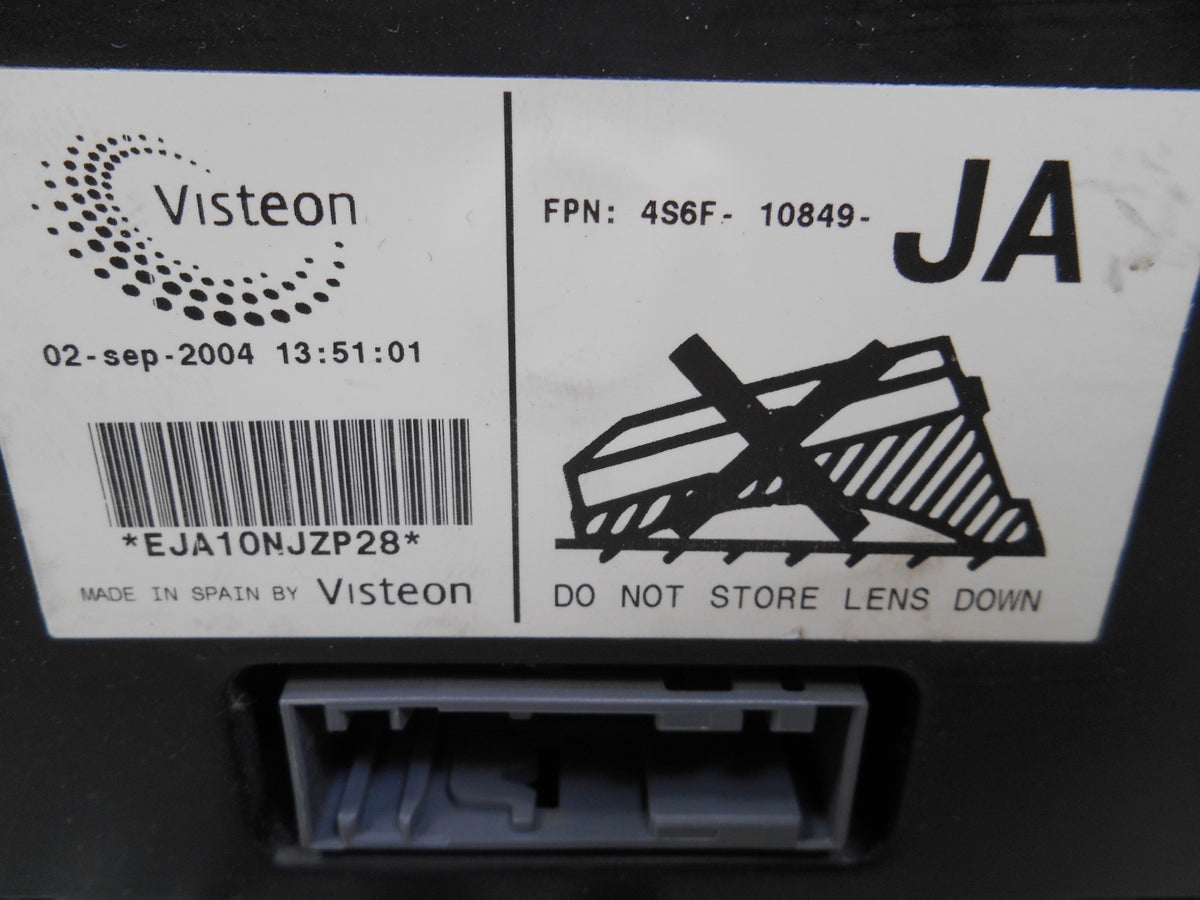 Visteon
02-sep-2004 13:51:01
*EJA10NJZP28*
MADE IN SPAIN BY Visteon
FPN: 4S6F- 10849- JA
DO NOT STORE LENS DOWN